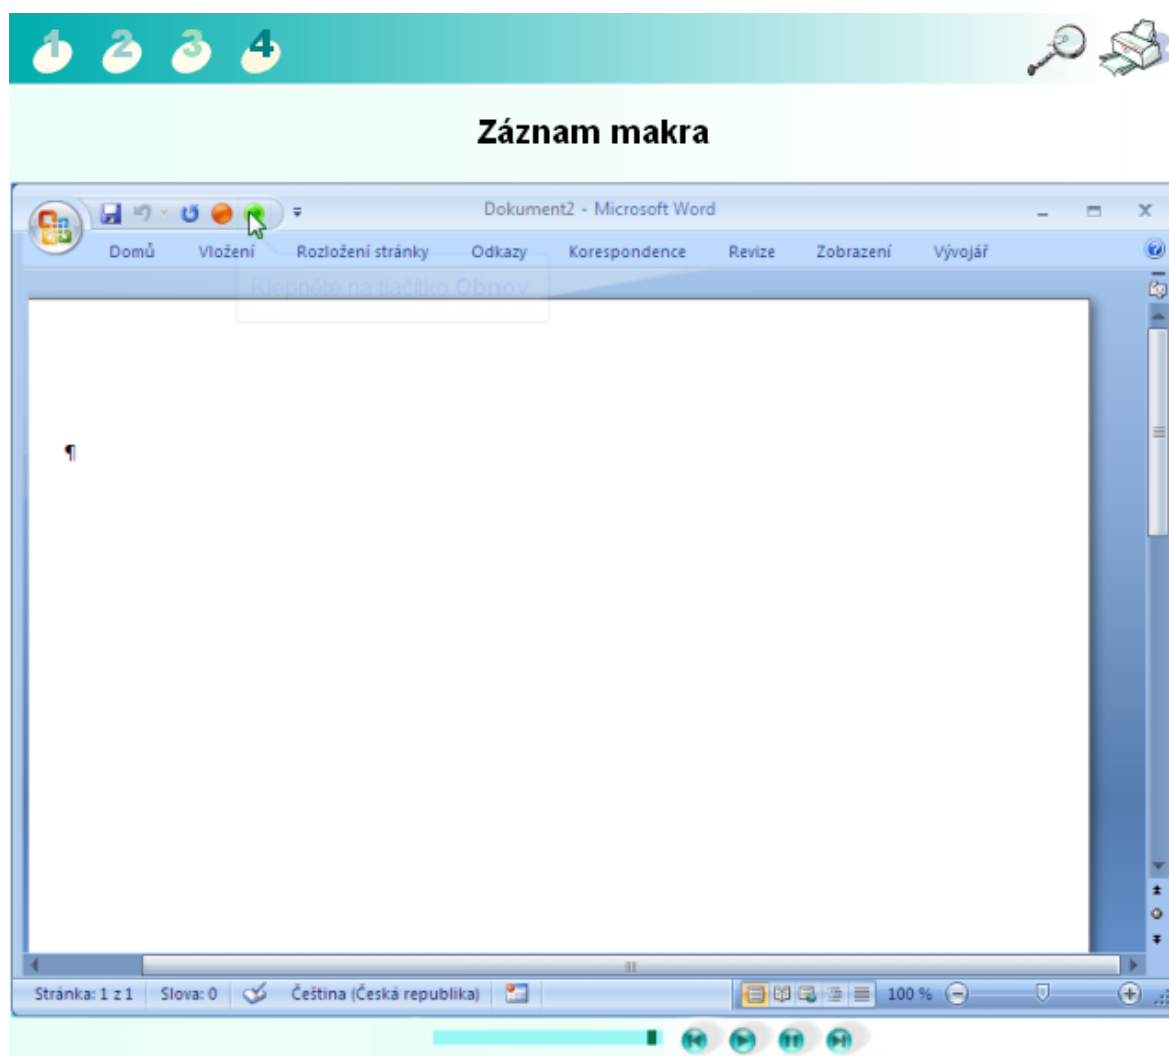 1 2 3 4
Záznam makra
Dokument2 - Microsoft Word
Domů Vložení Rozložení stránky Odkazy Korespondence Revize Zobrazení Vývojář
Klepněte na tlačítko Obnov.
¶
Stránka: 1 z 1 Slova: 0 Čeština (Česká republika) 100 %